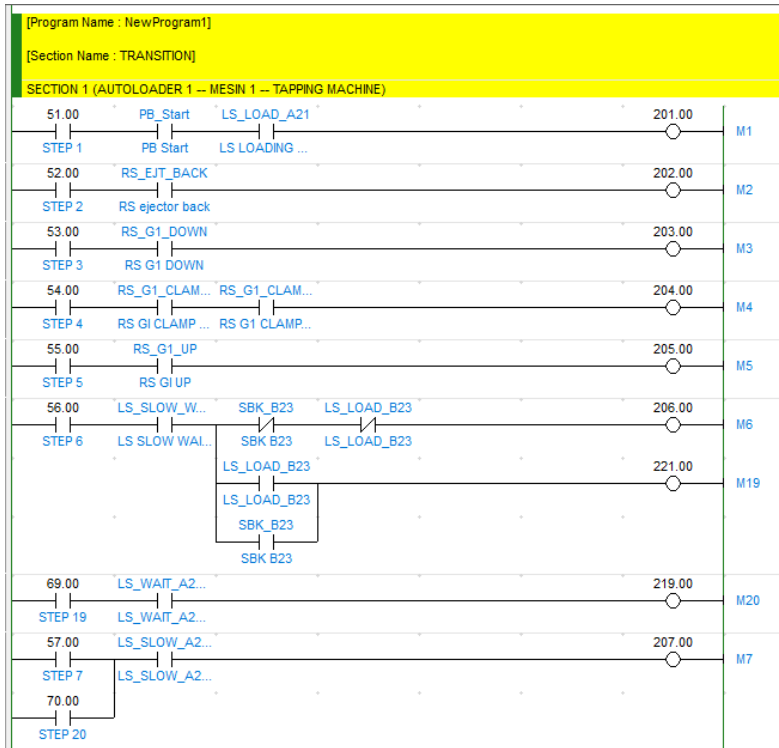 [Program Name : NewProgram1]
[Section Name : TRANSITION]
SECTION 1 (AUTOLOADER 1 -- MESIN 1 -- TAPPING MACHINE)
51.00 PB_Start LS_LOAD_A21 201.00
M1
STEP 1 PB Start LS LOADING ...
52.00 RS_EJT_BACK 202.00
M2
STEP 2 RS ejector back
53.00 RS_G1_DOWN 203.00
M3
STEP 3 RS G1 DOWN
54.00 RS_G1_CLAM... RS_G1_CLAM... 204.00
M4
STEP 4 RS GI CLAMP ... RS G1 CLAMP...
55.00 RS_G1_UP 205.00
M5
STEP 5 RS GI UP
56.00 LS_SLOW_W... SBK_B23 LS_LOAD_B23 206.00
M6
STEP 6 LS SLOW WAI... SBK B23 LS_LOAD_B23
LS_LOAD_B23 221.00
M19
LS_LOAD_B23
SBK_B23
SBK B23
69.00 LS_WAIT_A2... 219.00
M20
STEP 19 LS_WAIT_A2...
57.00 LS_SLOW_A2... 207.00
M7
STEP 7 LS_SLOW_A2...
70.00
STEP 20